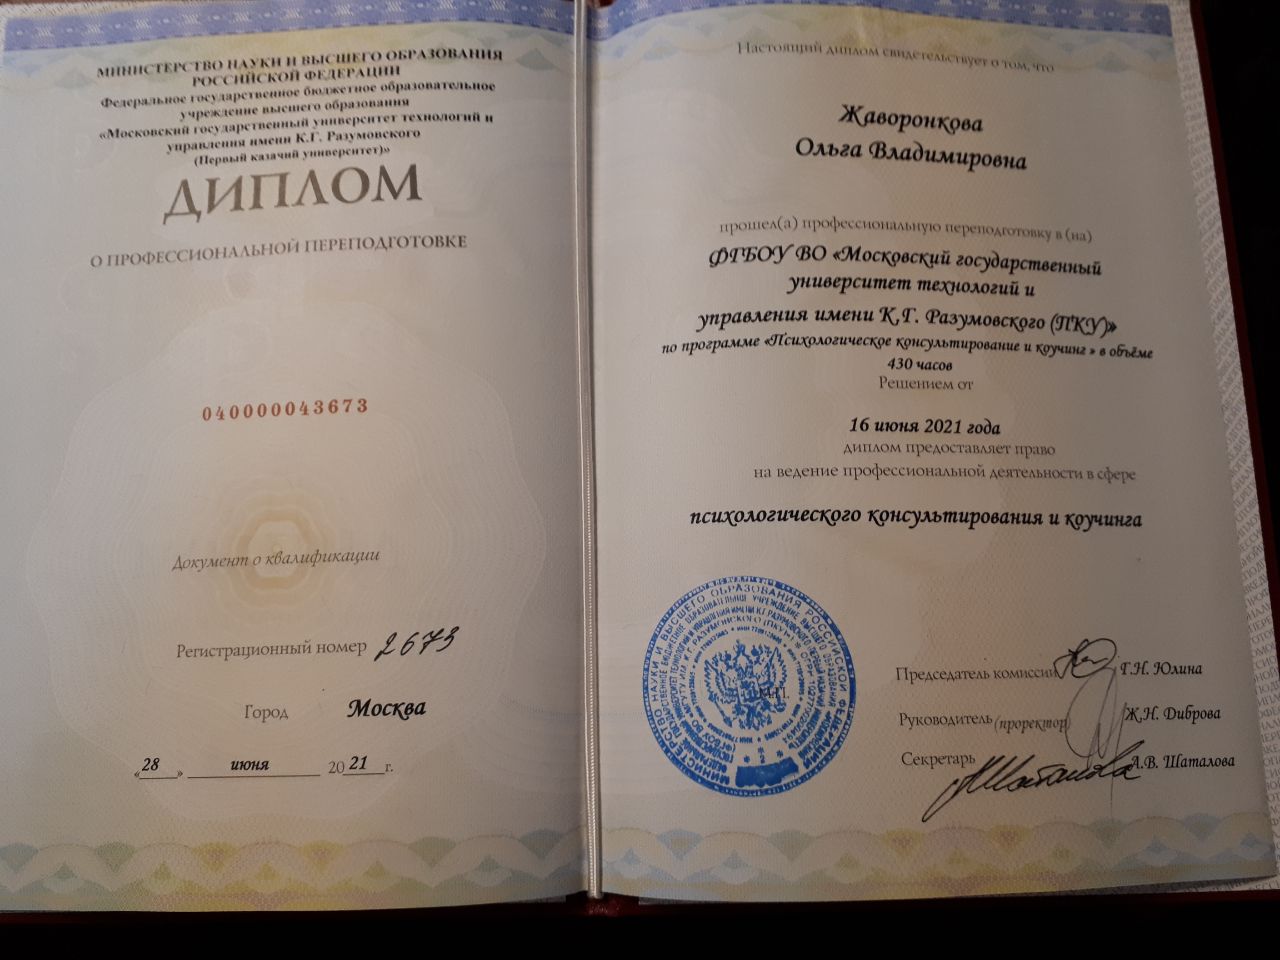 МИНИСТЕРСТВО НАУКИ И ВЫСШЕГО ОБРАЗОВАНИЯ
РОССИЙСКОЙ ФЕДЕРАЦИИ
Федеральное государственное бюджетное образовательное
учреждение высшего образования
«Московский государственный университет технологий и
управления имени К.Г. Разумовского
(Первый казачий университет)»
ДИПЛОМ
О ПРОФЕССИОНАЛЬНОЙ ПЕРЕПОДГОТОВКЕ
040000043673
Документ о квалификации
Регистрационный номер 2673
Город Москва
«28» июня 2021 г.
Настоящий диплом свидетельствует о том, что
Жаворонкова
Ольга Владимировна
прошел(а) профессиональную переподготовку в (на)
ФГБОУ ВО «Московский государственный
университет технологий и
управления имени К.Г. Разумовского (ПКУ)»
по программе «Психологическое консультирование и коучинг » в объёме
430 часов
Решением от
16 июня 2021 года
диплом предоставляет право
на ведение профессиональной деятельности в сфере
психологического консультирования и коучинга
М.П.
Председатель комиссии Г.Н. Юлина
Руководитель (проректор) Ж.Н. Диброва
Секретарь А.В. Шаталова